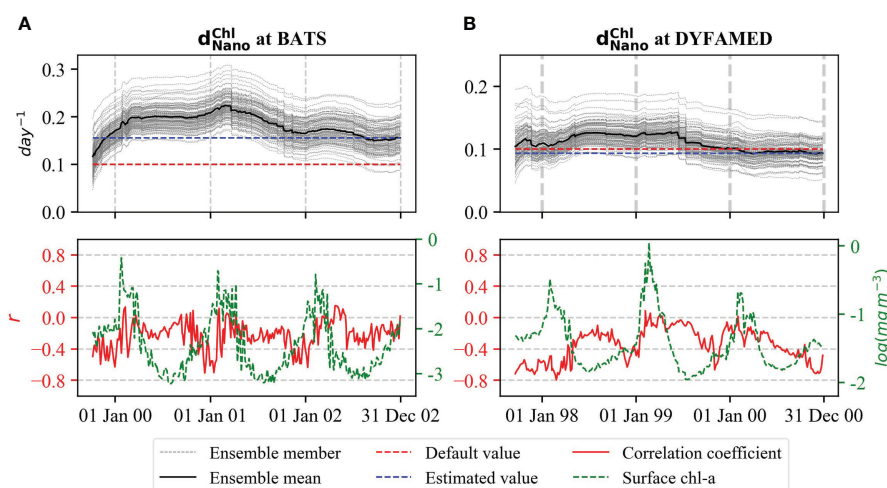 A
d^Chl_Nano at BATS
B
d^Chl_Nano at DYFAMED
day⁻¹
0.3
0.2
0.1
0.0
0.2
0.1
0.0
r
0.8
0.4
0.0
−0.4
−0.8
0
-1
-2
-3
0.8
0.4
0.0
−0.4
−0.8
0
−1
−2
log(mg m⁻³)
01 Jan 00 01 Jan 01 01 Jan 02 31 Dec 02
01 Jan 98 01 Jan 99 01 Jan 00 31 Dec 00
Ensemble member Default value Correlation coefficient
Ensemble mean Estimated value Surface chl-a